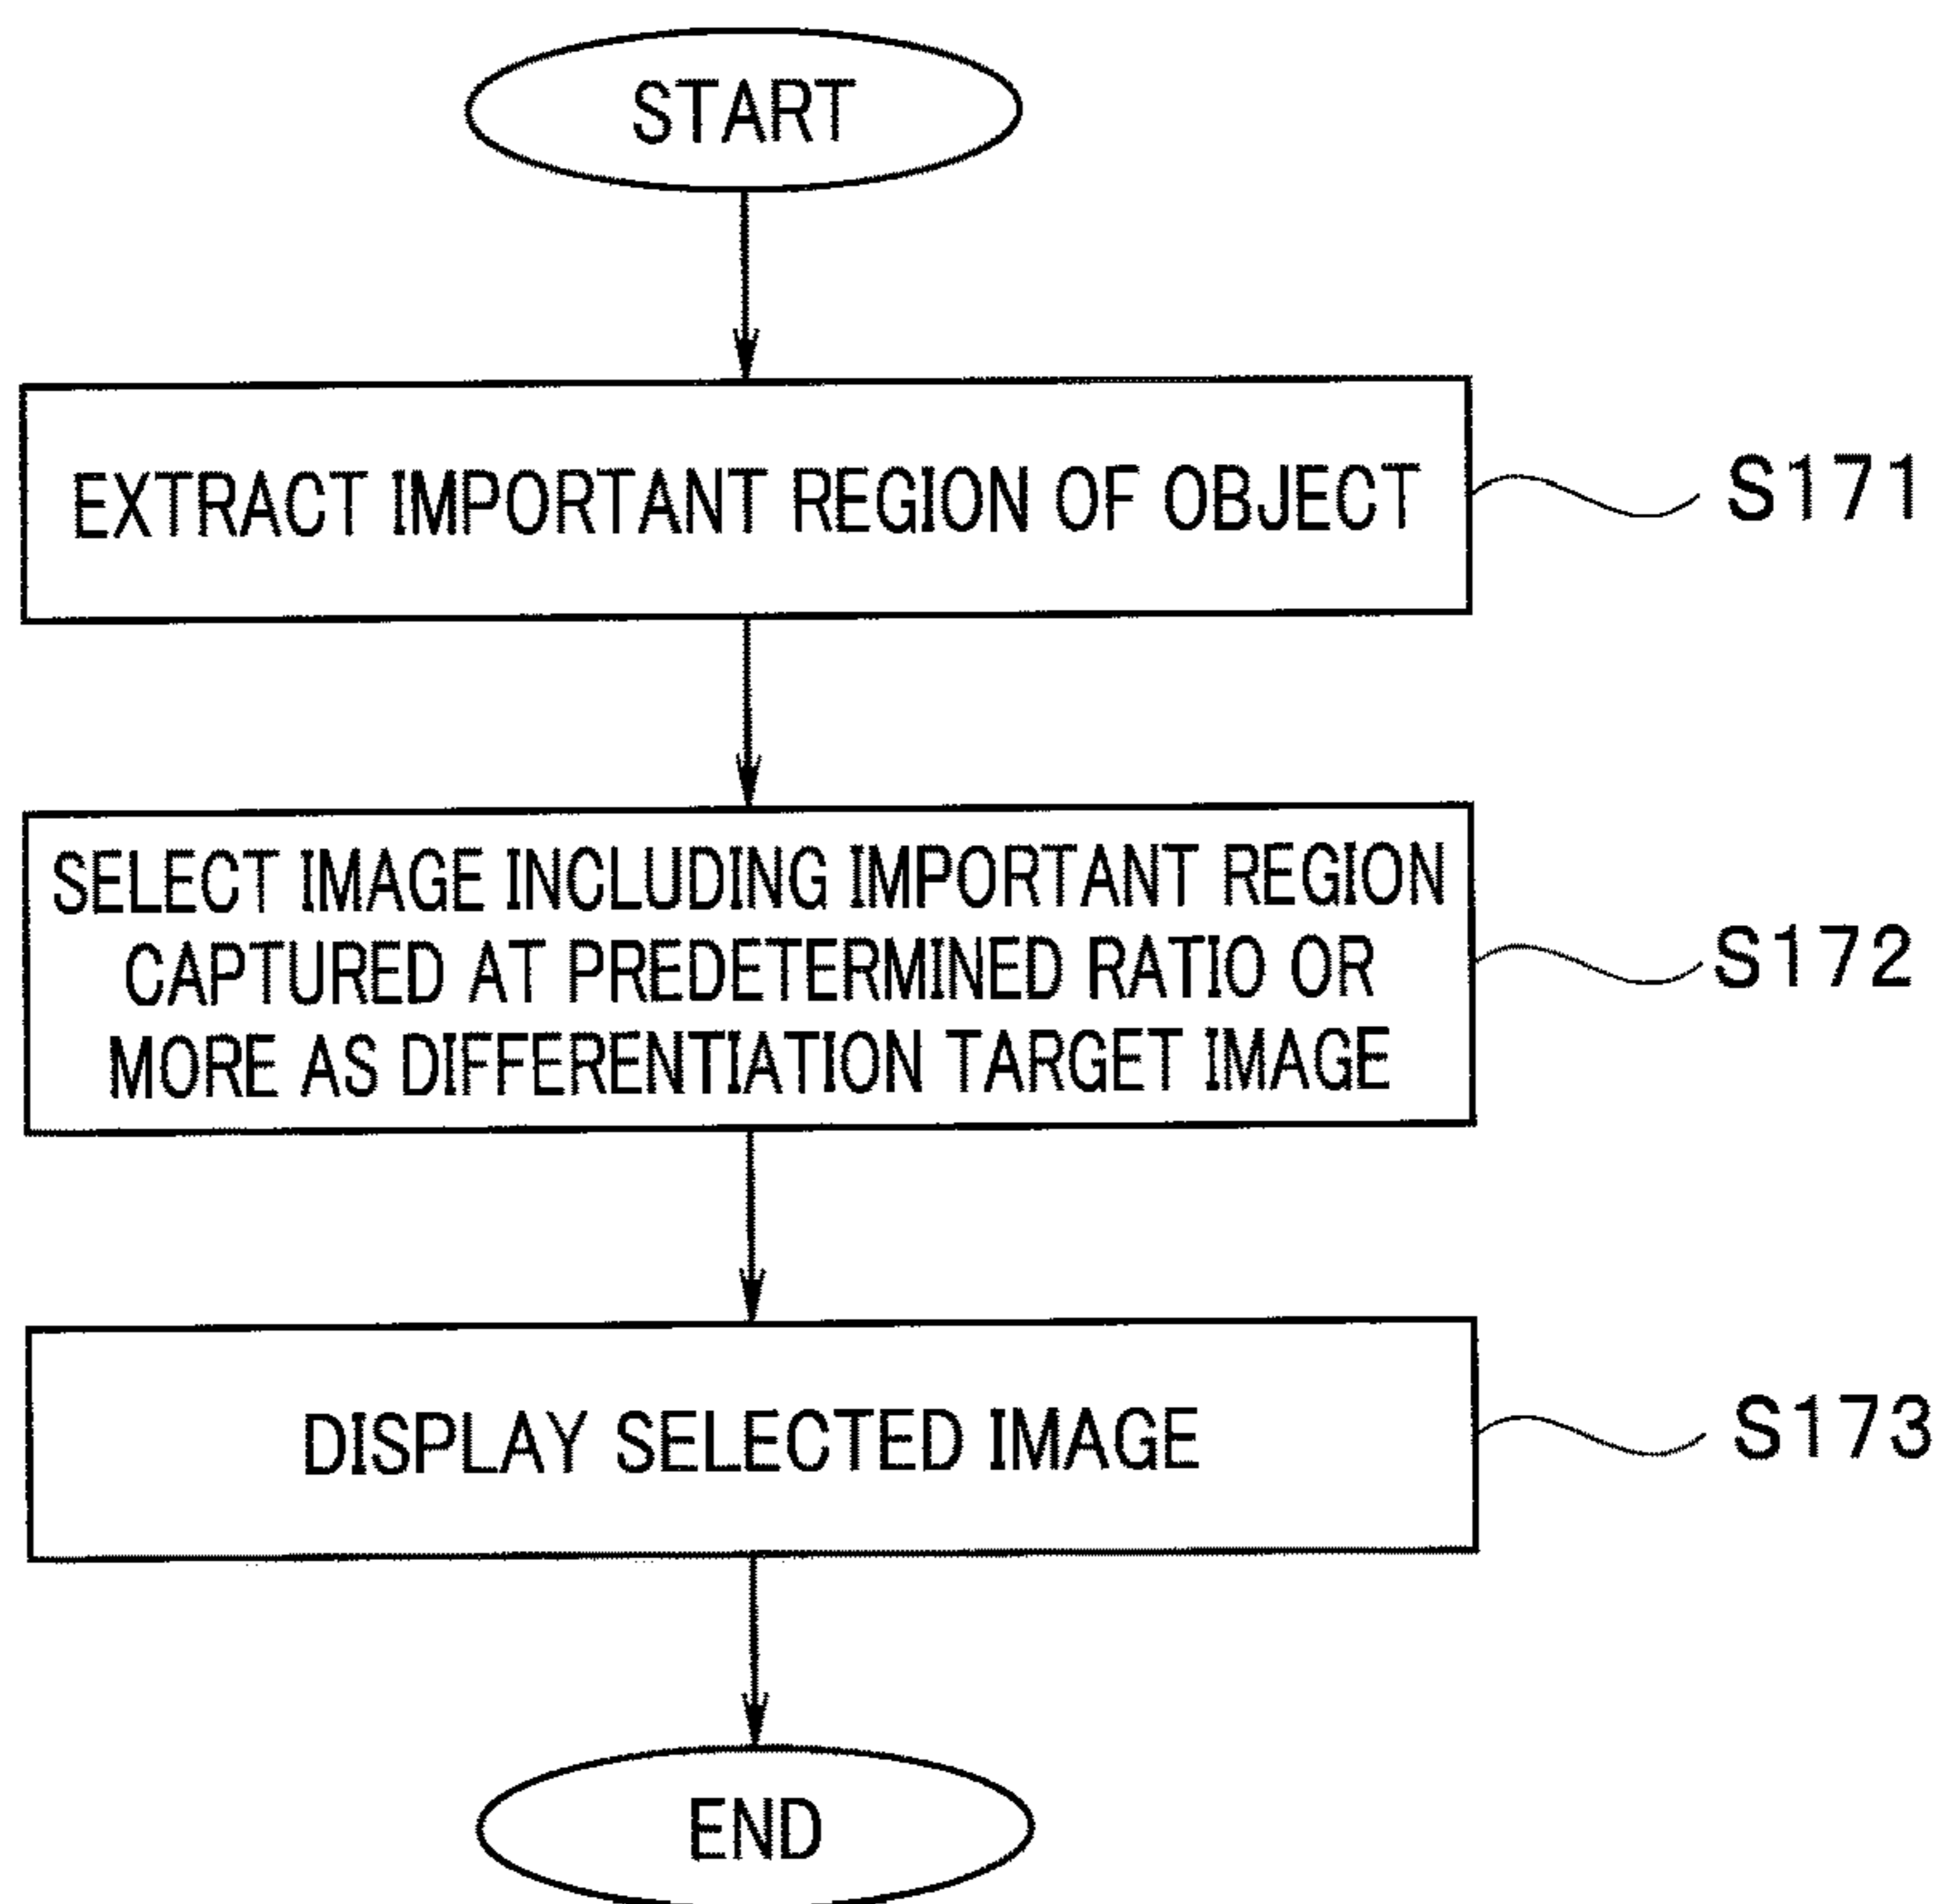 START
EXTRACT IMPORTANT REGION OF OBJECT
S171
SELECT IMAGE INCLUDING IMPORTANT REGION
CAPTURED AT PREDETERMINED RATIO OR
MORE AS DIFFERENTIATION TARGET IMAGE
S172
DISPLAY SELECTED IMAGE
S173
END